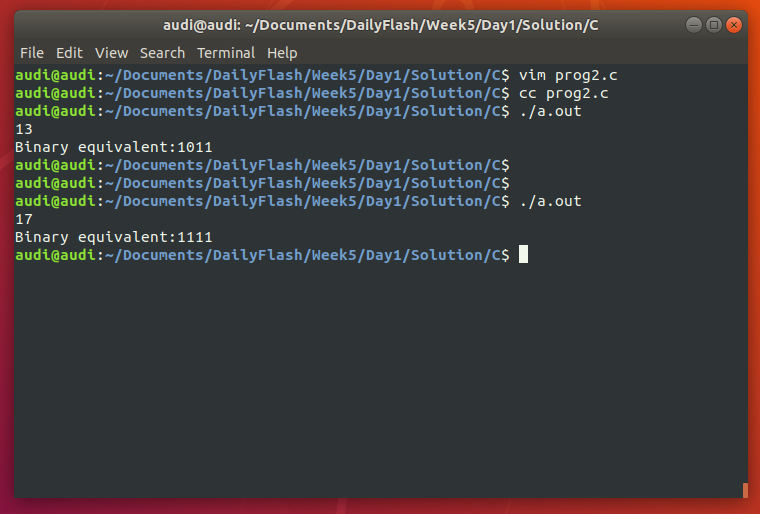 audi@audi: ~/Documents/DailyFlash/Week5/Day1/Solution/C
File Edit View Search Terminal Help
audi@audi:~/Documents/DailyFlash/Week5/Day1/Solution/C$ vim prog2.c
audi@audi:~/Documents/DailyFlash/Week5/Day1/Solution/C$ cc prog2.c
audi@audi:~/Documents/DailyFlash/Week5/Day1/Solution/C$ ./a.out
13
Binary equivalent:1011
audi@audi:~/Documents/DailyFlash/Week5/Day1/Solution/C$
audi@audi:~/Documents/DailyFlash/Week5/Day1/Solution/C$
audi@audi:~/Documents/DailyFlash/Week5/Day1/Solution/C$ ./a.out
17
Binary equivalent:1111
audi@audi:~/Documents/DailyFlash/Week5/Day1/Solution/C$